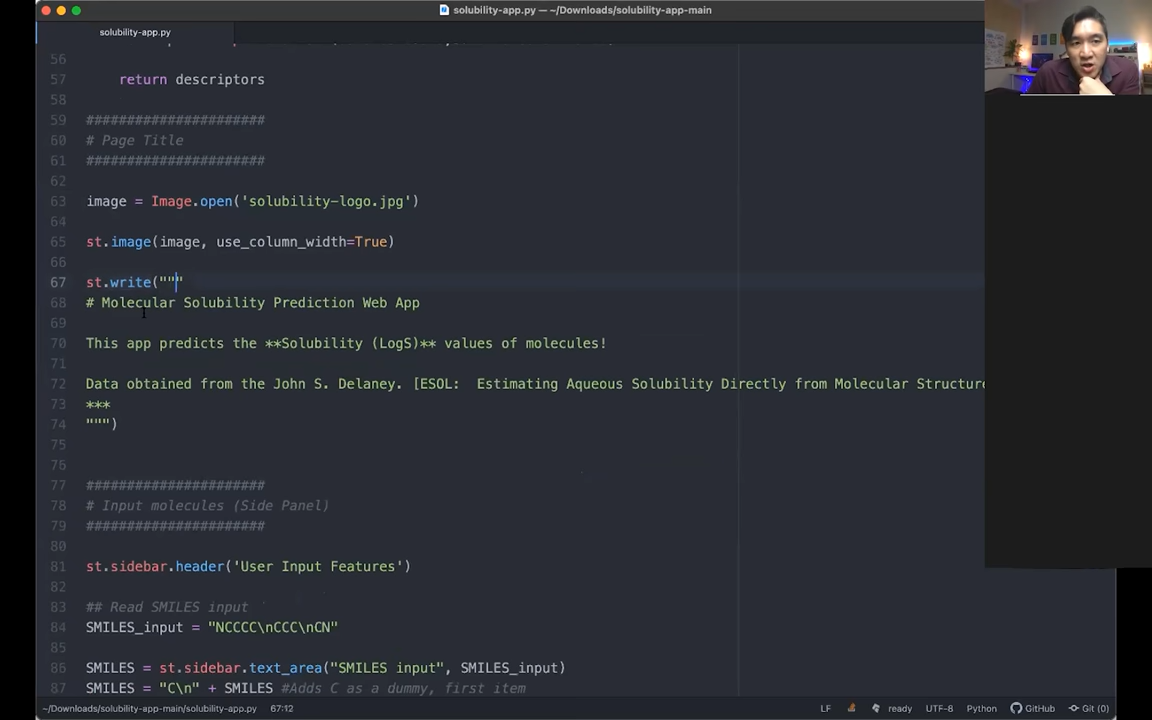 solubility-app.py — ~/Downloads/solubility-app-main
solubility-app.py
56
57 return descriptors
58
59 ######################
60 # Page Title
61 ######################
62
63 image = Image.open('solubility-logo.jpg')
64
65 st.image(image, use_column_width=True)
66
67 st.write("""
68 # Molecular Solubility Prediction Web App
69
70 This app predicts the **Solubility (LogS)** values of molecules!
71
72 Data obtained from the John S. Delaney. [ESOL:  Estimating Aqueous Solubility Directly from Molecular Structure
73 ***
74 """)
75
76
77 ######################
78 # Input molecules (Side Panel)
79 ######################
80
81 st.sidebar.header('User Input Features')
82
83 ## Read SMILES input
84 SMILES_input = "NCCCC\nCCC\nCN"
85
86 SMILES = st.sidebar.text_area("SMILES input", SMILES_input)
87 SMILES = "C\n" + SMILES #Adds C as a dummy, first item
~/Downloads/solubility-app-main/solubility-app.py 67:12 LF ready UTF-8 Python GitHub Git (0)